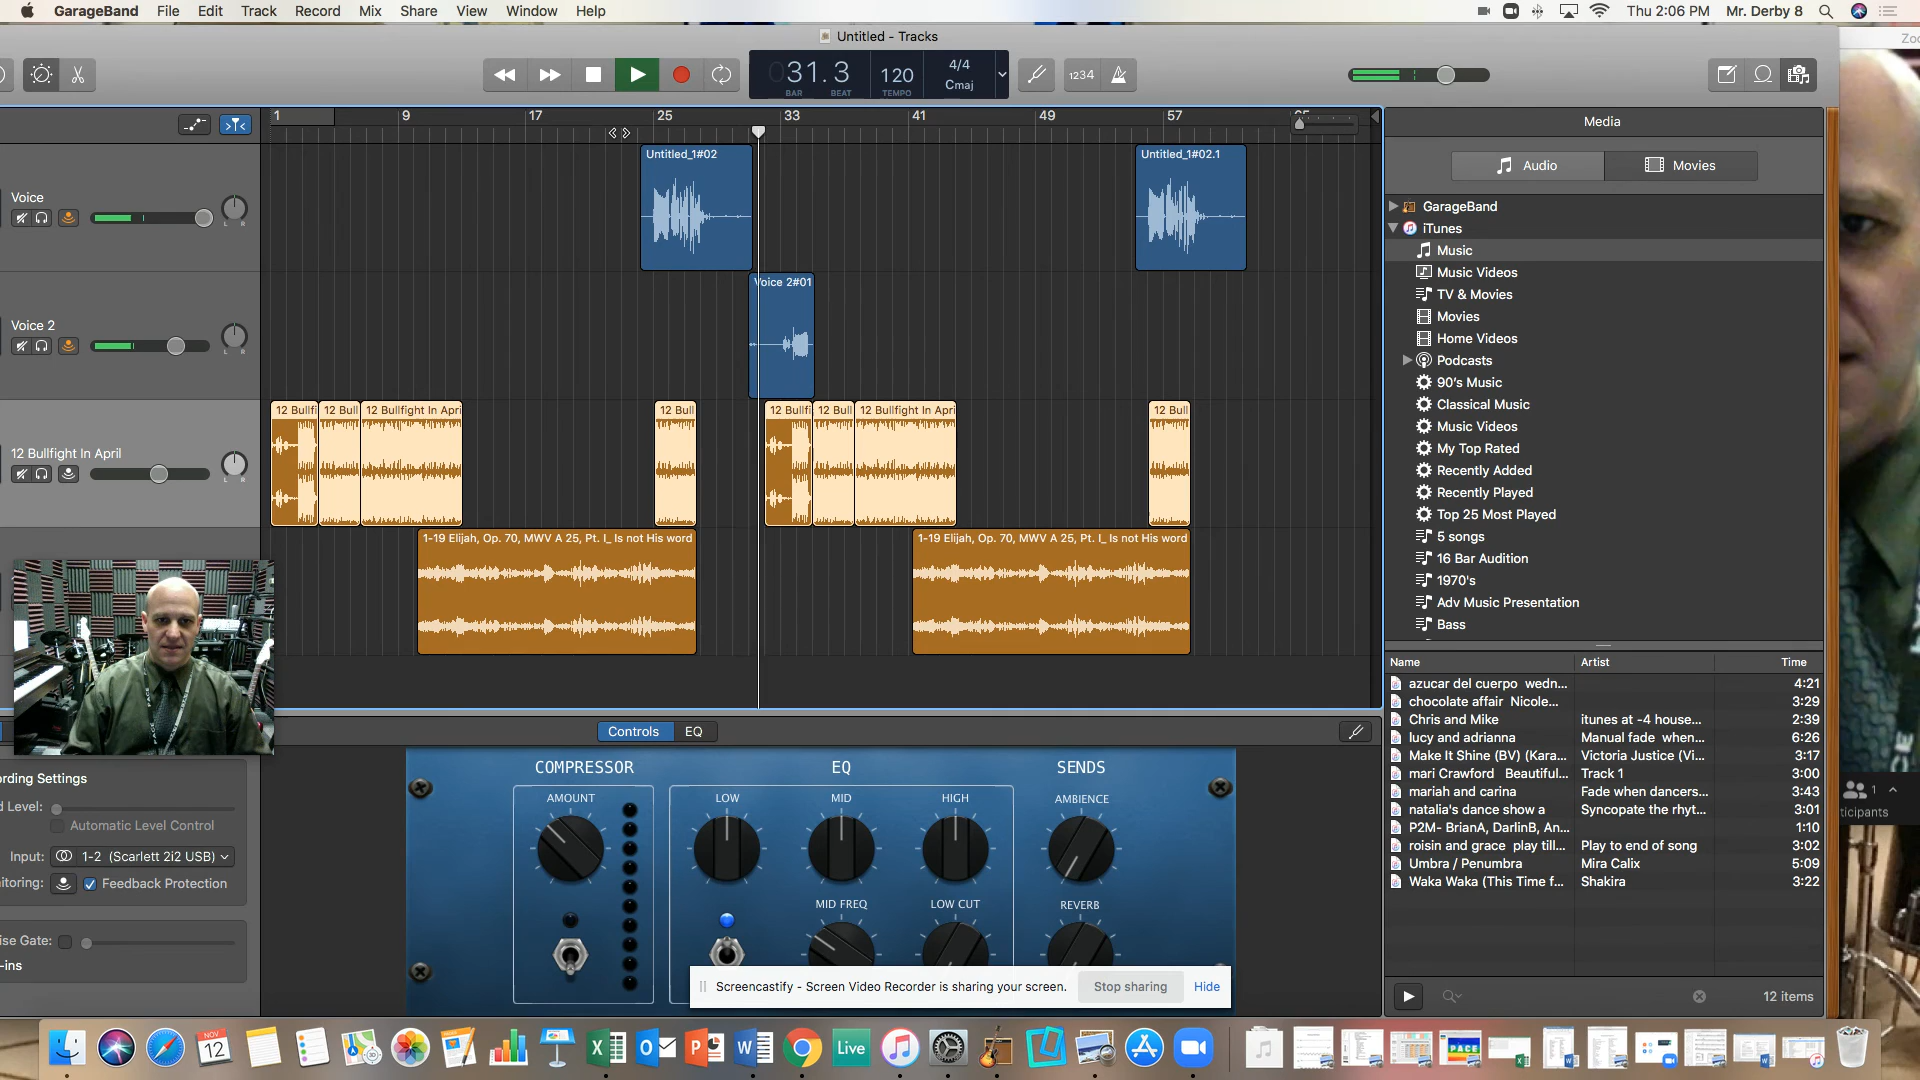 GarageBand File Edit Track Record Mix Share View Window Help
Thu 2:06 PM Mr. Derby 8
Untitled - Tracks
031.3 120 4/4
Cmaj
BAR BEAT TEMPO
1234
1 9 17 25 33 41 49 57 65
Voice
Untitled_1#02
Untitled_1#02.1
L R
Voice 2
Voice 2#01
L R
12 Bullfight In April
12 Bullfi
12 Bull
12 Bullfight In Apri
12 Bull
12 Bullfi
12 Bull
12 Bullfight In Apri
12 Bull
L R
1-19 Elijah, Op. 70, MWV A 25, Pt. I_ Is not His word
1-19 Elijah, Op. 70, MWV A 25, Pt. I_ Is not His word
Controls EQ
COMPRESSOR EQ SENDS
AMOUNT LOW MID HIGH AMBIENCE
MID FREQ LOW CUT REVERB
rding Settings
d Level:
Automatic Level Control
Input: 1-2 (Scarlett 2i2 USB)
nitoring: Feedback Protection
ise Gate:
-ins
Screencastify - Screen Video Recorder is sharing your screen. Stop sharing Hide
Media
Audio Movies
GarageBand
iTunes
Music
Music Videos
TV & Movies
Movies
Home Videos
Podcasts
90's Music
Classical Music
Music Videos
My Top Rated
Recently Added
Recently Played
Top 25 Most Played
5 songs
16 Bar Audition
1970's
Adv Music Presentation
Bass
Name Artist Time
azucar del cuerpo wedn... 4:21
chocolate affair Nicole... 3:29
Chris and Mike itunes at -4 house... 2:39
lucy and adrianna Manual fade when... 6:26
Make It Shine (BV) (Kara... Victoria Justice (Vi... 3:17
mari Crawford Beautiful... Track 1 3:00
mariah and carina Fade when dancers... 3:43
natalia's dance show a Syncopate the rhyt... 3:01
P2M- BrianA, DarlinB, An... 1:10
roisin and grace play till... Play to end of song 3:02
Umbra / Penumbra Mira Calix 5:09
Waka Waka (This Time f... Shakira 3:22
12 items
Zoo
1
ticipants
NOV
12
Live
PACE